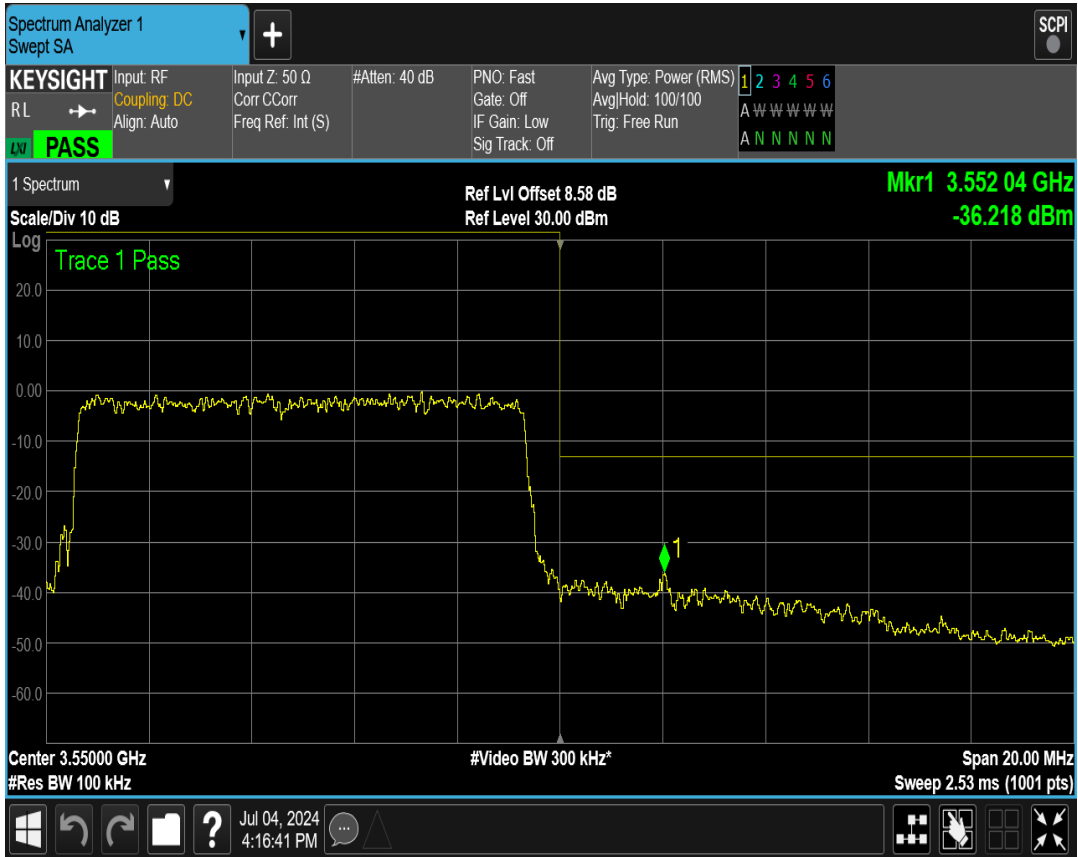 Spectrum Analyzer 1
Swept SA
+
SCPI
KEYSIGHT
R L
LXI PASS
Input: RF
Coupling: DC
Align: Auto
Input Z: 50 Ω
Corr CCorr
Freq Ref: Int (S)
#Atten: 40 dB
PNO: Fast
Gate: Off
IF Gain: Low
Sig Track: Off
Avg Type: Power (RMS)
Avg|Hold: 100/100
Trig: Free Run
1 2 3 4 5 6
A W W W W W
A N N N N N
1 Spectrum
Ref Lvl Offset 8.58 dB
Mkr1 3.552 04 GHz
Scale/Div 10 dB
Ref Level 30.00 dBm
-36.218 dBm
Log
Trace 1 Pass
20.0
10.0
0.00
-10.0
-20.0
-30.0
1
-40.0
-50.0
-60.0
Center 3.55000 GHz
#Video BW 300 kHz*
Span 20.00 MHz
#Res BW 100 kHz
Sweep 2.53 ms (1001 pts)
?
Jul 04, 2024
4:16:41 PM